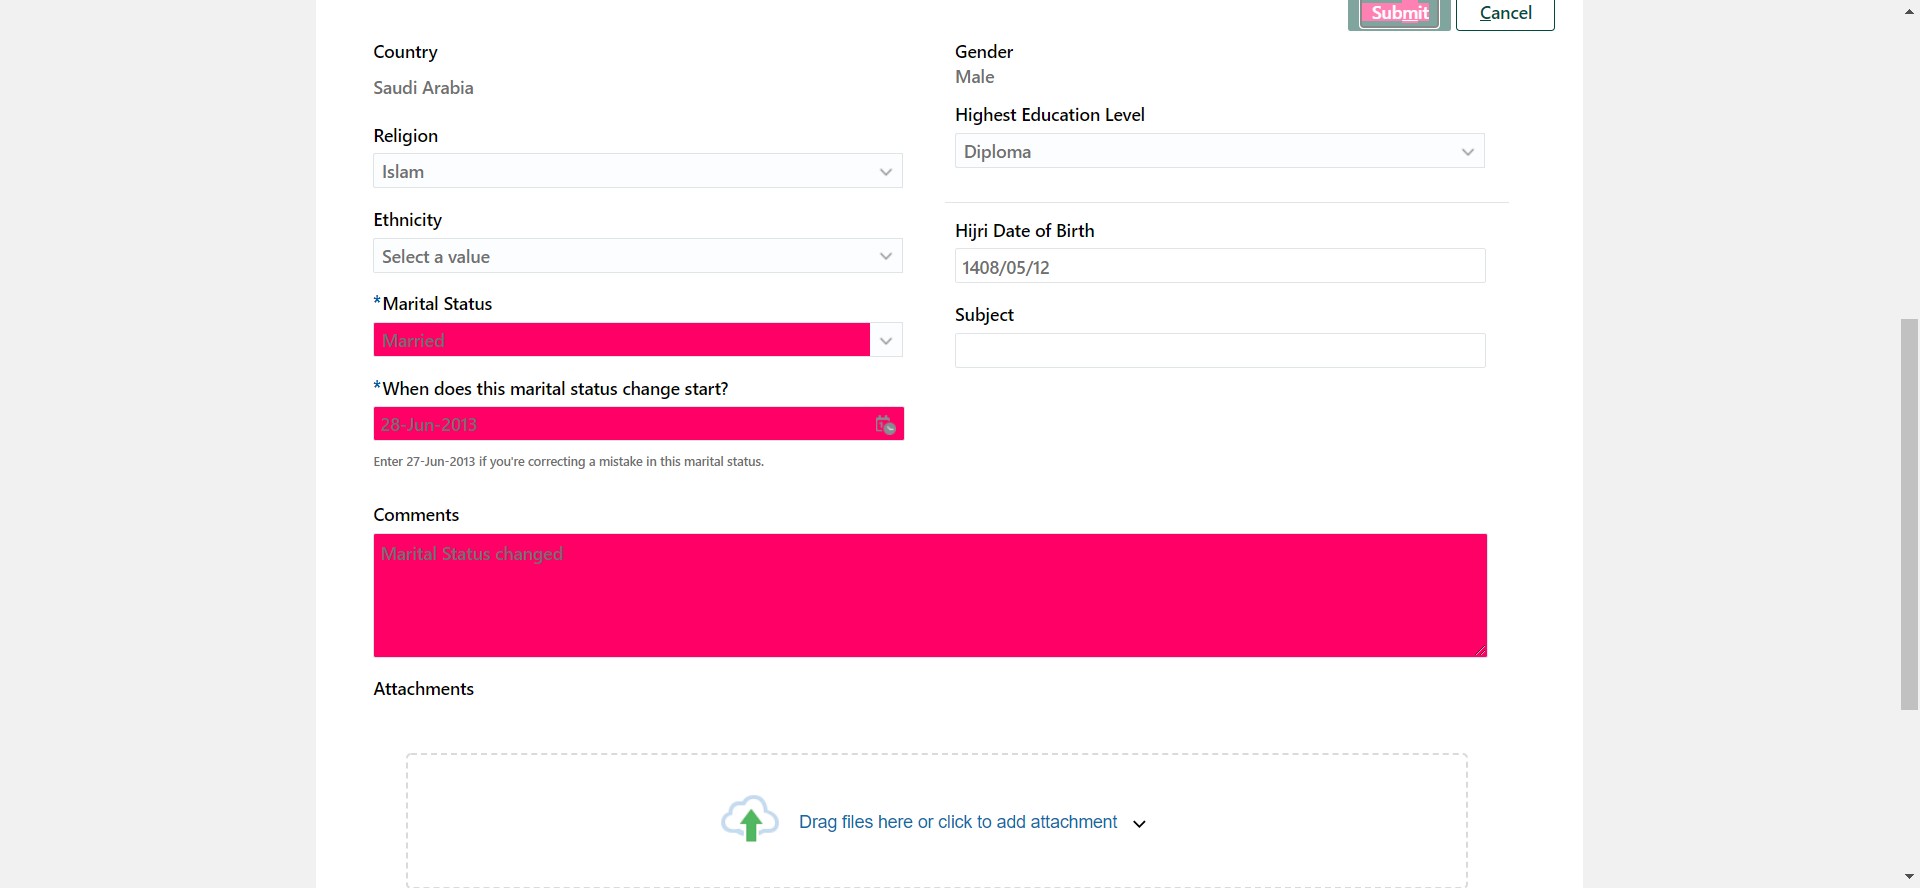 Submit
Cancel
Country
Saudi Arabia
Gender
Male
Religion
Islam
Highest Education Level
Diploma
Ethnicity
Select a value
Hijri Date of Birth
1408/05/12
*Marital Status
Married
Subject
*When does this marital status change start?
28-Jun-2013
Enter 27-Jun-2013 if you're correcting a mistake in this marital status.
Comments
Marital Status changed
Attachments
Drag files here or click to add attachment